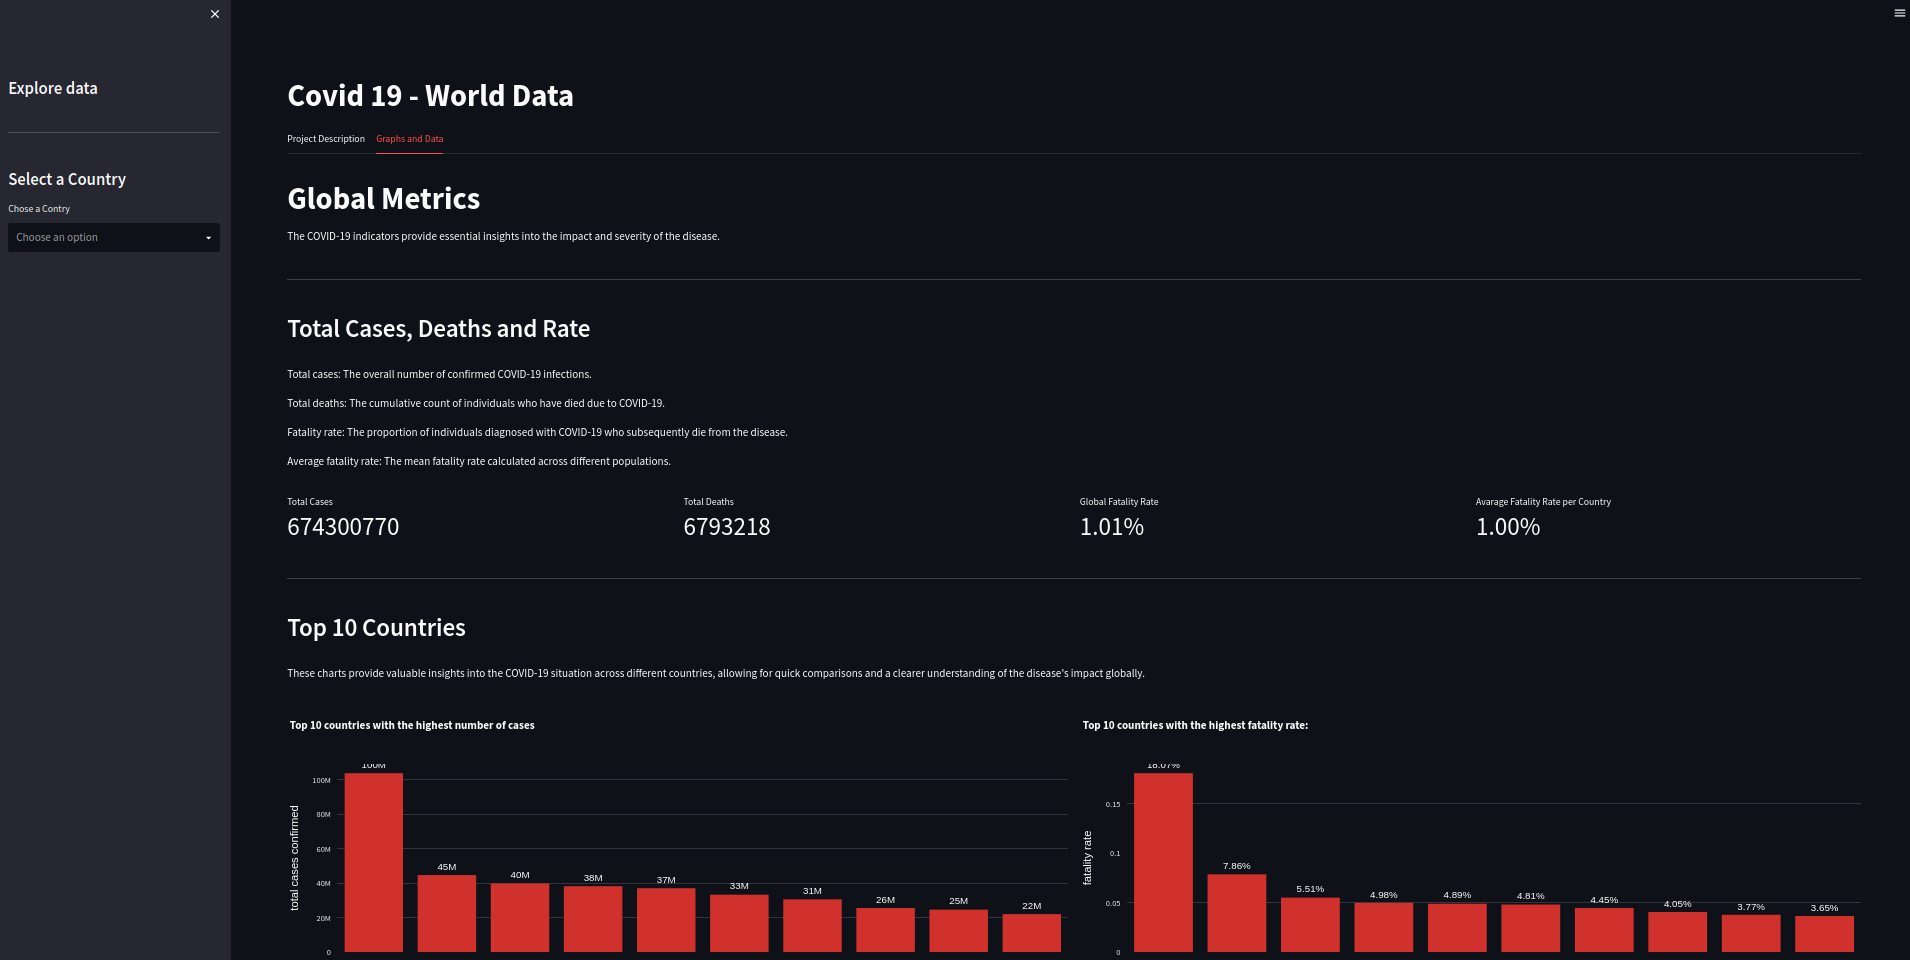 Explore data
Select a Country
Chose a Contry
Choose an option
Covid 19 - World Data
Project Description Graphs and Data
Global Metrics
The COVID-19 indicators provide essential insights into the impact and severity of the disease.
Total Cases, Deaths and Rate
Total cases: The overall number of confirmed COVID-19 infections.
Total deaths: The cumulative count of individuals who have died due to COVID-19.
Fatality rate: The proportion of individuals diagnosed with COVID-19 who subsequently die from the disease.
Average fatality rate: The mean fatality rate calculated across different populations.
Total Cases
674300770
Total Deaths
6793218
Global Fatality Rate
1.01%
Avarage Fatality Rate per Country
1.00%
Top 10 Countries
These charts provide valuable insights into the COVID-19 situation across different countries, allowing for quick comparisons and a clearer understanding of the disease's impact globally.
Top 10 countries with the highest number of cases
total cases confirmed
100M
80M
60M
40M
20M
0
100M
45M
40M
38M
37M
33M
31M
26M
25M
22M
Top 10 countries with the highest fatality rate:
fatality rate
0.15
0.1
0.05
0
18.07%
7.86%
5.51%
4.98%
4.89%
4.81%
4.45%
4.05%
3.77%
3.65%